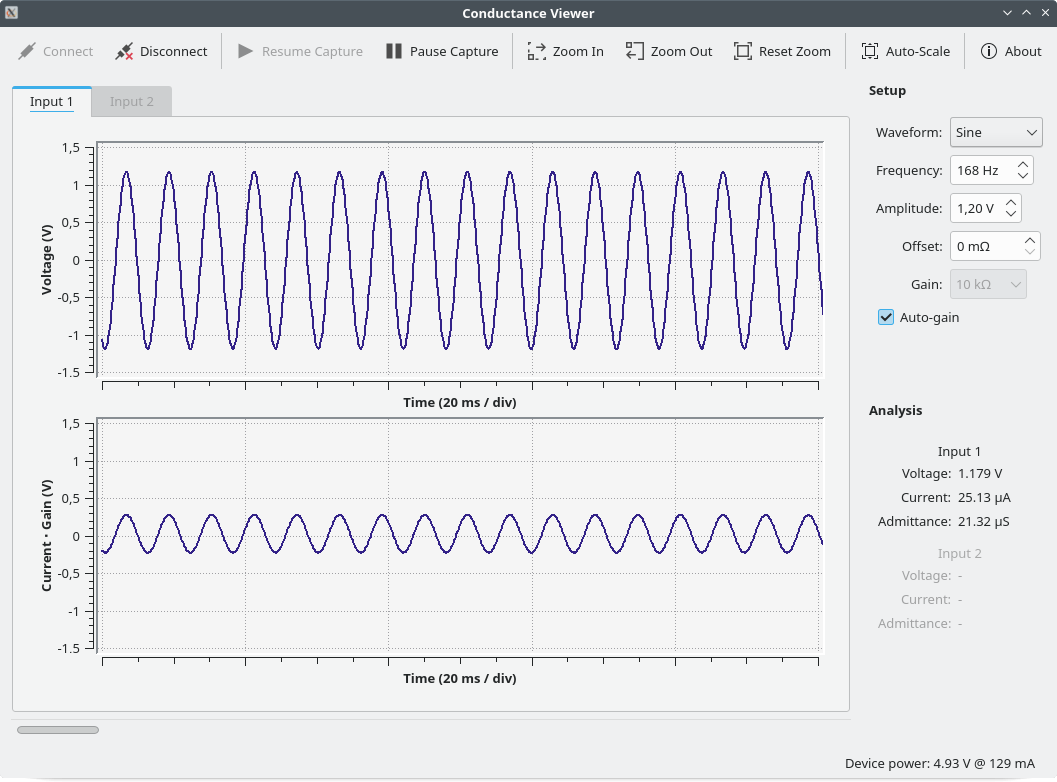 Conductance Viewer
Connect Disconnect Resume Capture Pause Capture Zoom In Zoom Out Reset Zoom Auto-Scale About
Input 1 Input 2
1,5
1
0,5
0
-0,5
-1
-1.5
Voltage (V)
Time (20 ms / div)
1,5
1
0,5
0
-0,5
-1
-1.5
Current · Gain (V)
Time (20 ms / div)
Setup
Waveform: Sine
Frequency: 168 Hz
Amplitude: 1,20 V
Offset: 0 mΩ
Gain: 10 kΩ
Auto-gain
Analysis
Input 1
Voltage: 1.179 V
Current: 25.13 µA
Admittance: 21.32 µS
Input 2
Voltage: -
Current: -
Admittance: -
Device power: 4.93 V @ 129 mA